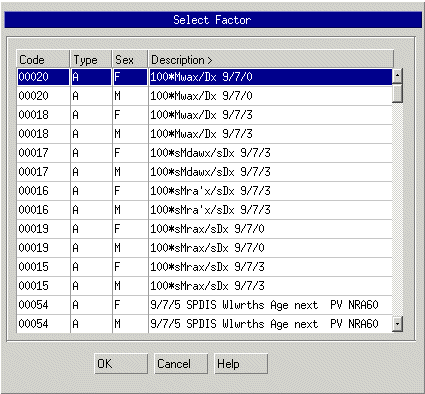 Select Factor
Code Type Sex Description >
00020 A F 100*Mwax/Dx 9/7/0
00020 A M 100*Mwax/Dx 9/7/0
00018 A F 100*Mwax/Dx 9/7/3
00018 A M 100*Mwax/Dx 9/7/3
00017 A F 100*sMdawx/sDx 9/7/3
00017 A M 100*sMdawx/sDx 9/7/3
00016 A F 100*sMra'x/sDx 9/7/3
00016 A M 100*sMra'x/sDx 9/7/3
00019 A F 100*sMrax/sDx 9/7/0
00019 A M 100*sMrax/sDx 9/7/0
00015 A F 100*sMrax/sDx 9/7/3
00015 A M 100*sMrax/sDx 9/7/3
00054 A F 9/7/5 SPDIS Wlwrths Age next PV NRA60
00054 A M 9/7/5 SPDIS Wlwrths Age next PV NRA60
OK Cancel Help